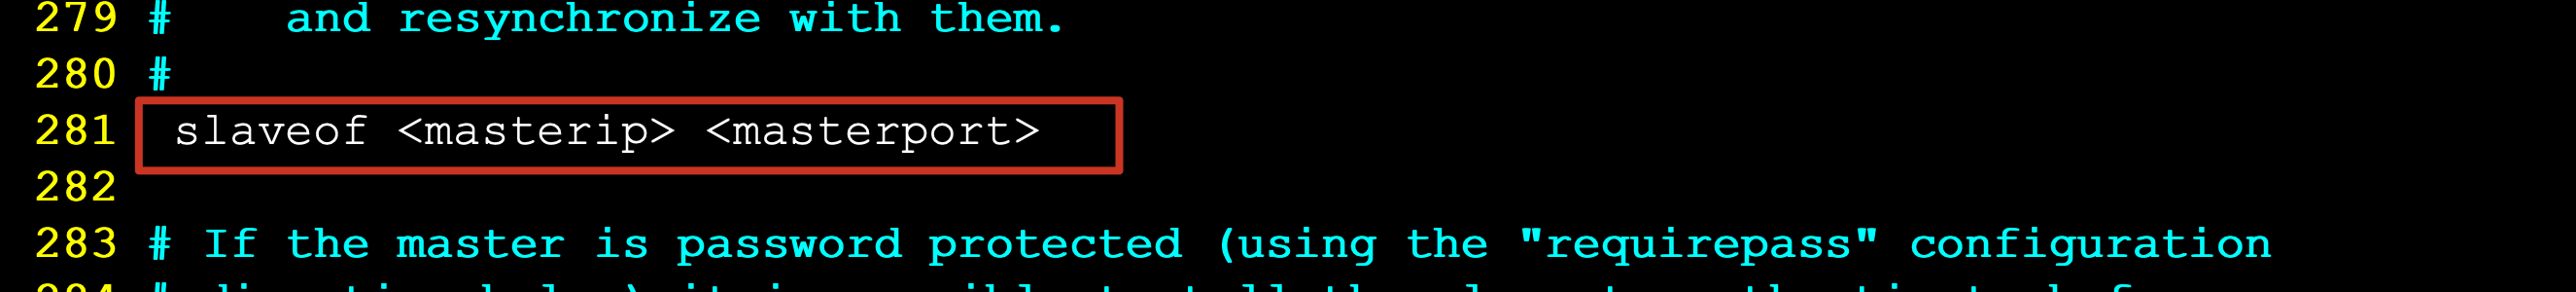 279 #    and resynchronize with them.
280 #
281  slaveof <masterip> <masterport>
282
283 # If the master is password protected (using the "requirepass" configuration